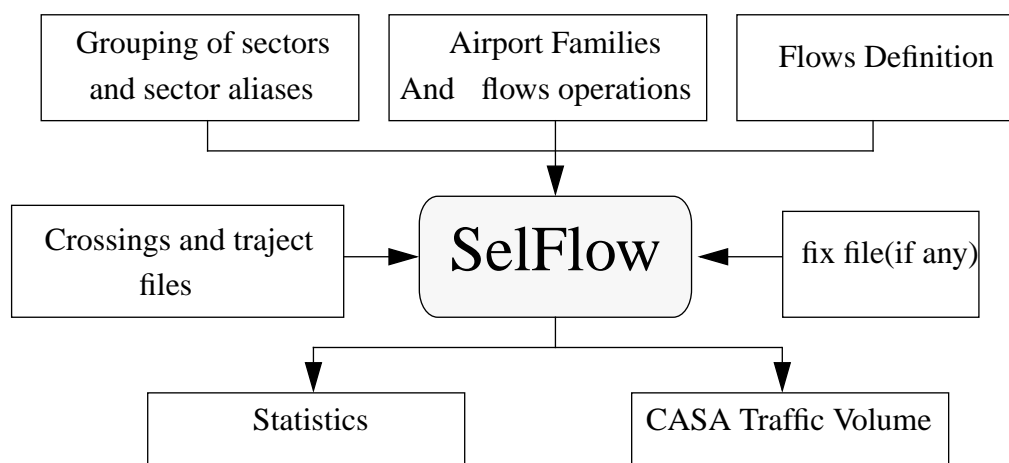 Grouping of sectors
and sector aliases
Airport Families
And flows operations
Flows Definition
Crossings and traject
files
SelFlow
fix file(if any)
Statistics
CASA Traffic Volume